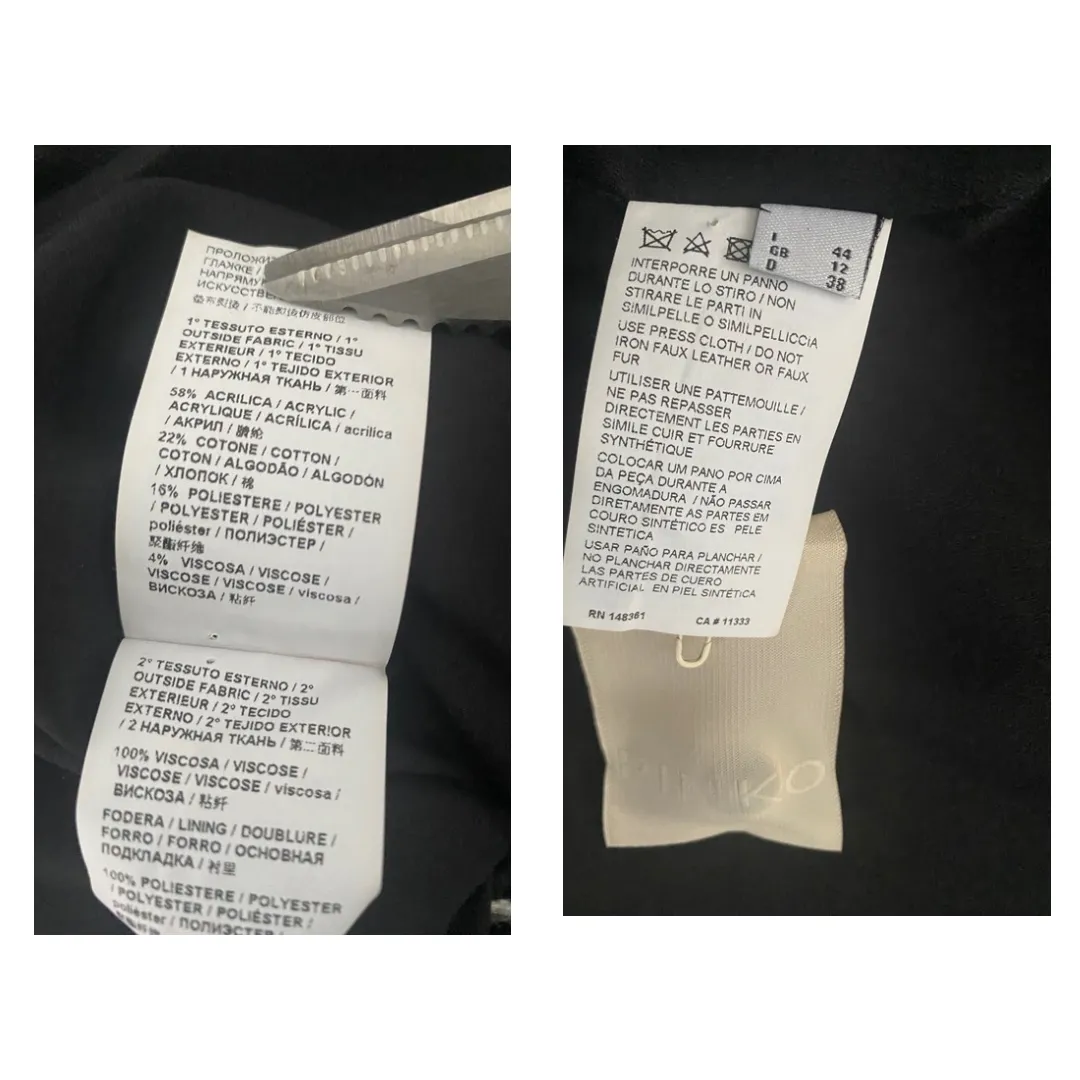 ПРОЛОЖИ
ГЛАЖКЕ /
НАПРЯМУ
ИСКУССТВЕ
1° TESSUTO ESTERNO / 1°
OUTSIDE FABRIC / 1° TISSU
EXTERIEUR / 1° TECIDO
EXTERNO / 1° TEJIDO EXTERIOR
/ 1 НАРУЖНАЯ ТКАНЬ / 第一面料
58% ACRILICA / ACRYLIC /
ACRYLIQUE / ACRÍLICA / acrílica
/ АКРИЛ / 腈纶
22% COTONE / COTTON /
COTON / ALGODÃO / ALGODÓN
/ ХЛОПОК / 棉
16% POLIESTERE / POLYESTER
/ POLYESTER / POLIÉSTER /
poliéster / ПОЛИЭСТЕР /
聚酯纤维
4% VISCOSA / VISCOSE /
VISCOSE / VISCOSE / viscosa /
ВИСКОЗА / 粘纤
2° TESSUTO ESTERNO / 2°
OUTSIDE FABRIC / 2° TISSU
EXTERIEUR / 2° TECIDO
EXTERNO / 2° TEJIDO EXTERIOR
/ 2 НАРУЖНАЯ ТКАНЬ / 第二面料
100% VISCOSA / VISCOSE /
VISCOSE / VISCOSE / viscosa /
ВИСКОЗА / 粘纤
FODERA / LINING / DOUBLURE /
FORRO / FORRO / ОСНОВНАЯ
ПОДКЛАДКА / 衬里
100% POLIESTERE / POLYESTER
/ POLYESTER / POLIÉSTER /
poliéster / ПОЛИЭСТЕР /
I 44
GB 12
D 38
INTERPORRE UN PANNO
DURANTE LO STIRO / NON
STIRARE LE PARTI IN
SIMILPELLE O SIMILPELLICCIA
USE PRESS CLOTH / DO NOT
IRON FAUX LEATHER OR FAUX
FUR
UTILISER UNE PATTEMOUILLE /
NE PAS REPASSER
DIRECTEMENT LES PARTIES EN
SIMILE CUIR ET FOURRURE
SYNTHÉTIQUE
COLOCAR UM PANO POR CIMA
DA PEÇA DURANTE A
ENGOMADURA / NÃO PASSAR
DIRETAMENTE AS PARTES EM
COURO SINTÉTICO ES PELE
SINTETICA
USAR PAÑO PARA PLANCHAR /
NO PLANCHAR DIRECTAMENTE
LAS PARTES DE CUERO
ARTIFICIAL EN PIEL SINTÉTICA
RN 148361 CA # 11333
PINKO